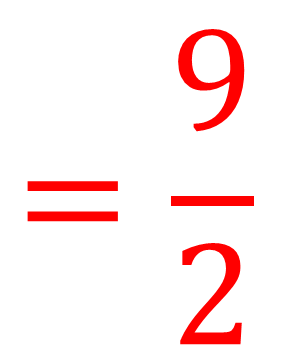 = 9/2